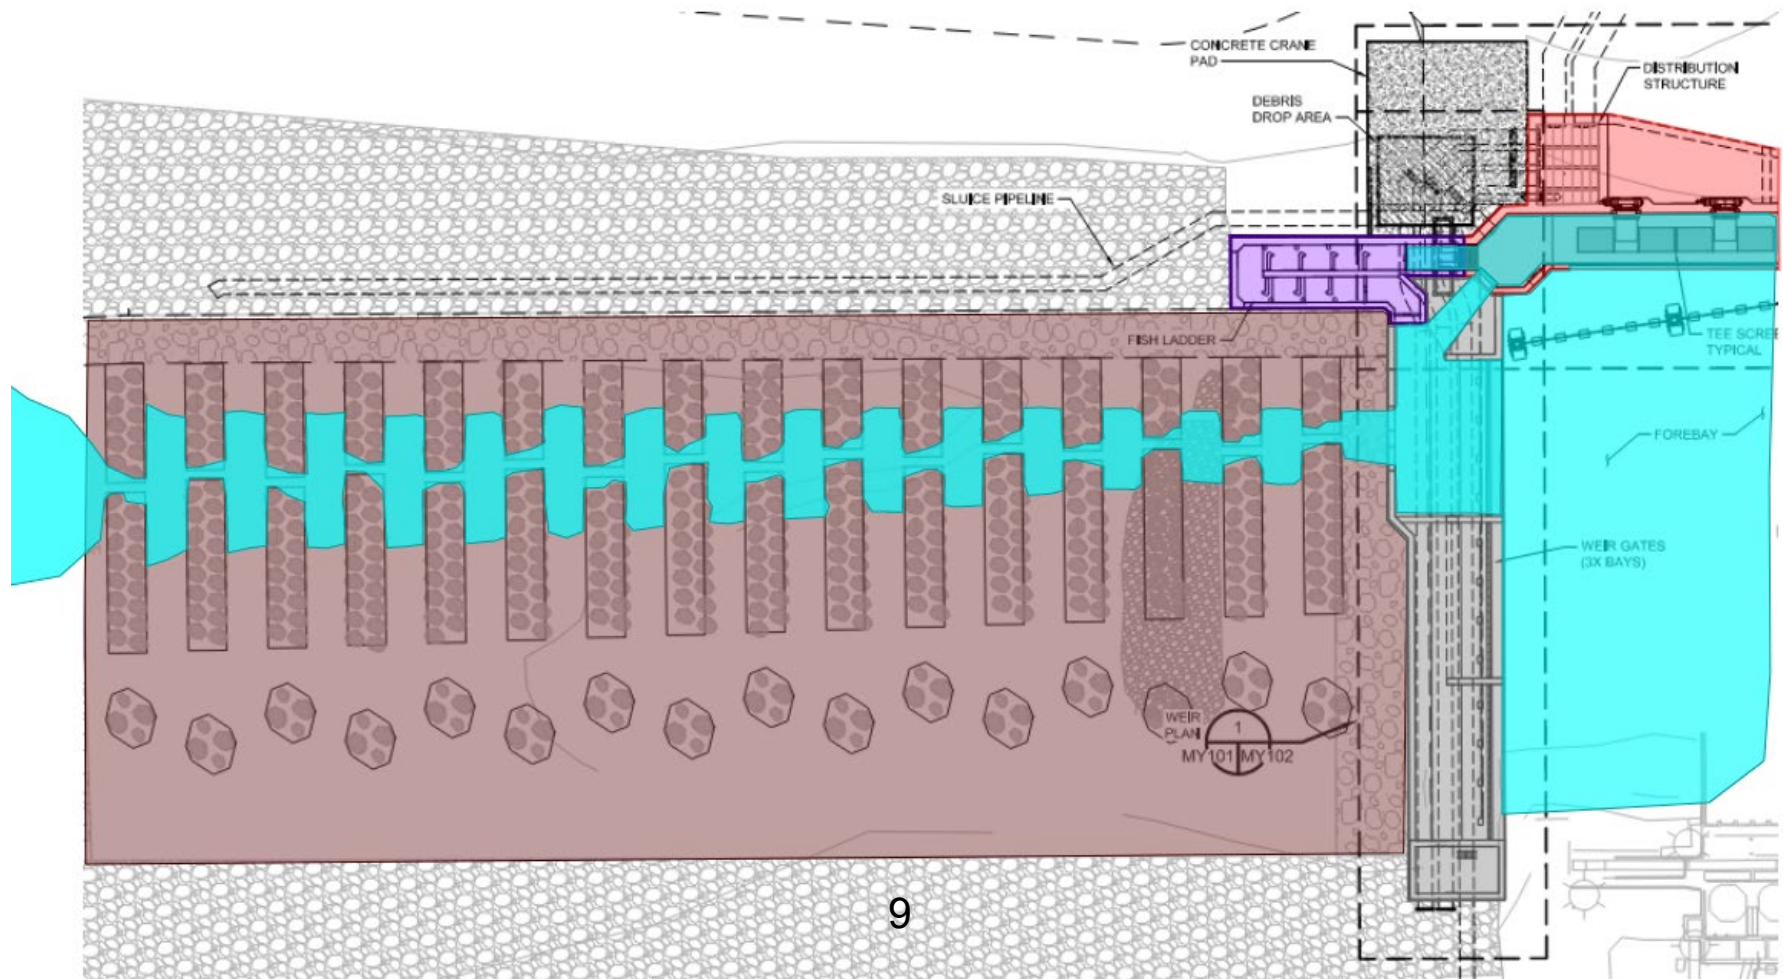 CONCRETE CRANE
PAD
DISTRIBUTION
STRUCTURE
DEBRIS
DROP AREA
SLUICE PIPELINE
FISH LADDER
TEE SCREE
TYPICAL
FOREBAY
WEIR GATES
(3X BAYS)
WEIR
PLAN
1
MY101 MY102
9